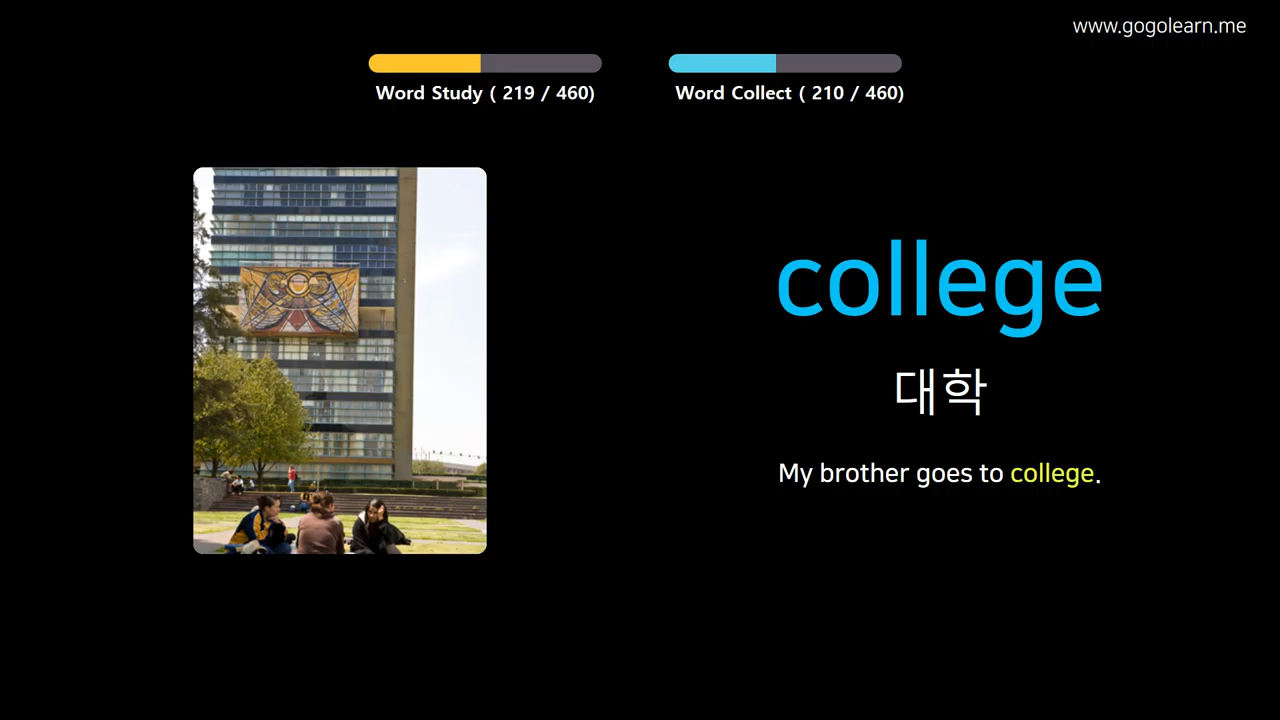 www.gogolearn.me
Word Study ( 219 / 460)
Word Collect ( 210 / 460)
college
대학
My brother goes to college.